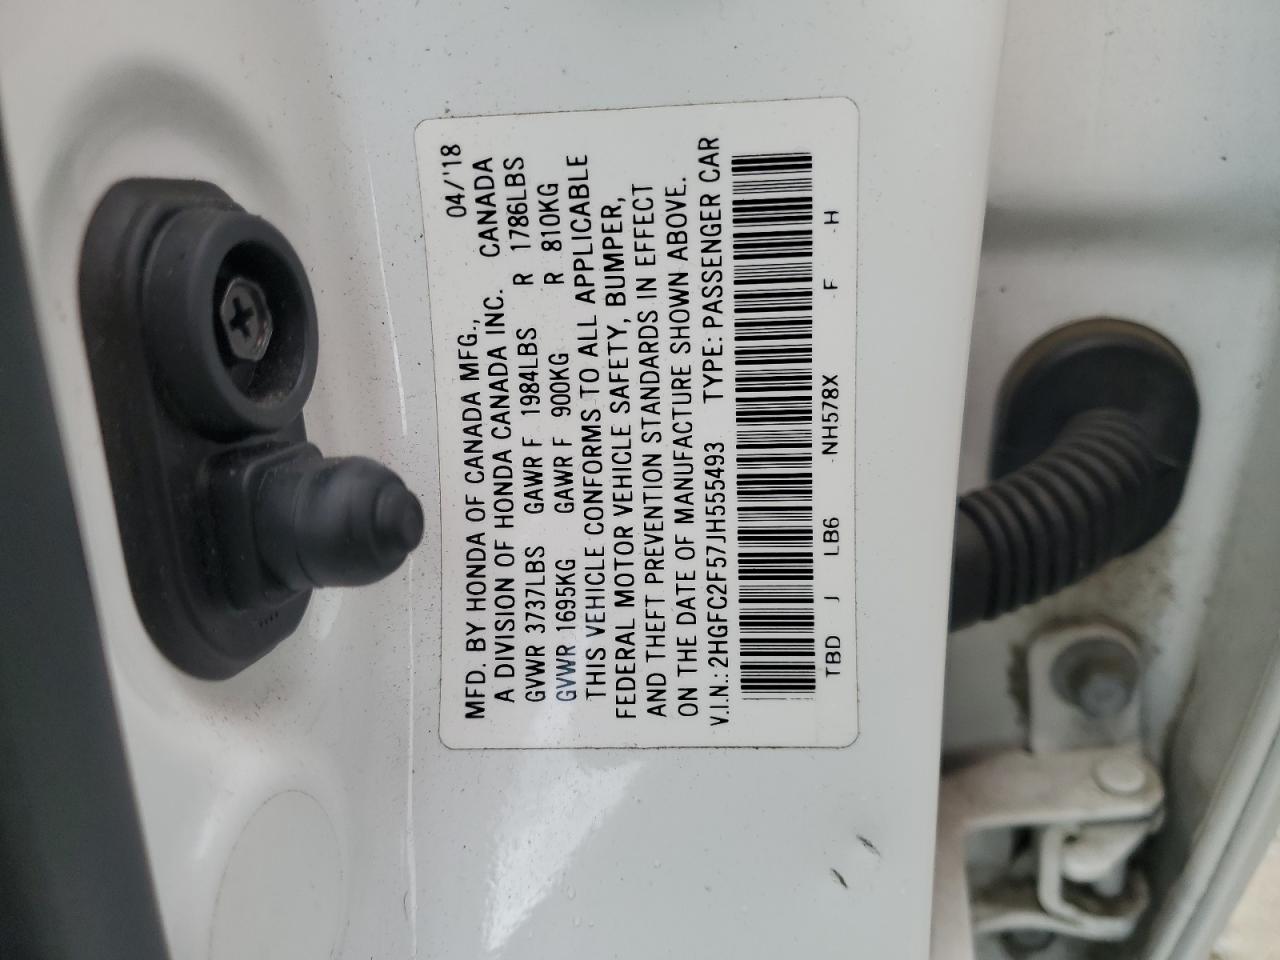 MFD. BY HONDA OF CANADA MFG., 04/'18
A DIVISION OF HONDA CANADA INC. CANADA
GVWR 3737LBS GAWR F 1984LBS R 1786LBS
GVWR 1695KG GAWR F 900KG R 810KG
THIS VEHICLE CONFORMS TO ALL APPLICABLE
FEDERAL MOTOR VEHICLE SAFETY, BUMPER,
AND THEFT PREVENTION STANDARDS IN EFFECT
ON THE DATE OF MANUFACTURE SHOWN ABOVE.
V.I.N.: 2HGFC2F57JH555493 TYPE: PASSENGER CAR
TBD J LB6 -NH578X -F -H